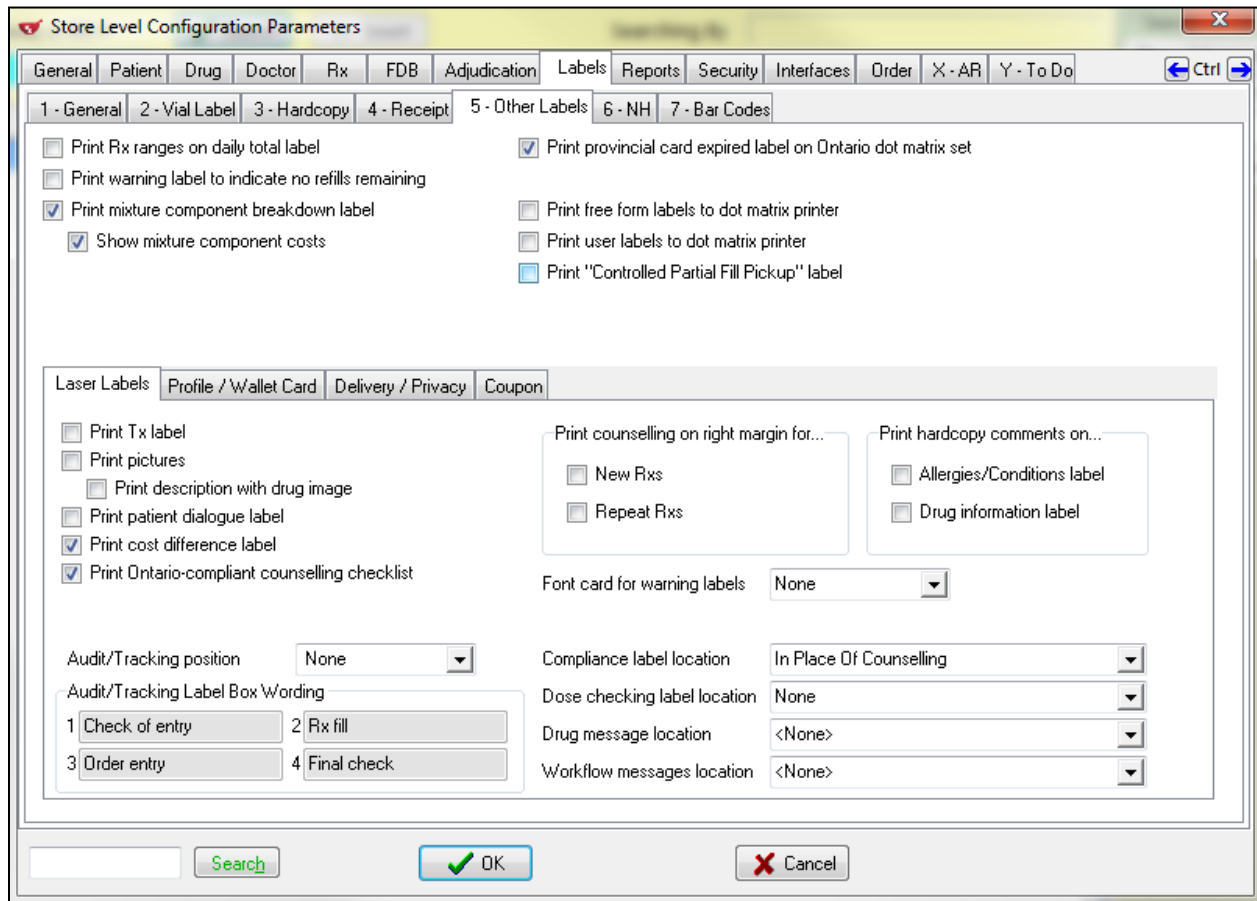 Store Level Configuration Parameters
General Patient Drug Doctor Rx FDB Adjudication Labels Reports Security Interfaces Order X - AR Y - To Do Ctrl
1 - General 2 - Vial Label 3 - Hardcopy 4 - Receipt 5 - Other Labels 6 - NH 7 - Bar Codes
Print Rx ranges on daily total label
Print warning label to indicate no refills remaining
Print mixture component breakdown label
Show mixture component costs
Print provincial card expired label on Ontario dot matrix set
Print free form labels to dot matrix printer
Print user labels to dot matrix printer
Print "Controlled Partial Fill Pickup" label
Laser Labels Profile / Wallet Card Delivery / Privacy Coupon
Print Tx label
Print pictures
Print description with drug image
Print patient dialogue label
Print cost difference label
Print Ontario-compliant counselling checklist
Print counselling on right margin for...
New Rxs
Repeat Rxs
Print hardcopy comments on...
Allergies/Conditions label
Drug information label
Font card for warning labels None
Audit/Tracking position None
Audit/Tracking Label Box Wording
1 Check of entry 2 Rx fill
3 Order entry 4 Final check
Compliance label location In Place Of Counselling
Dose checking label location None
Drug message location <None>
Workflow messages location <None>
Search OK Cancel